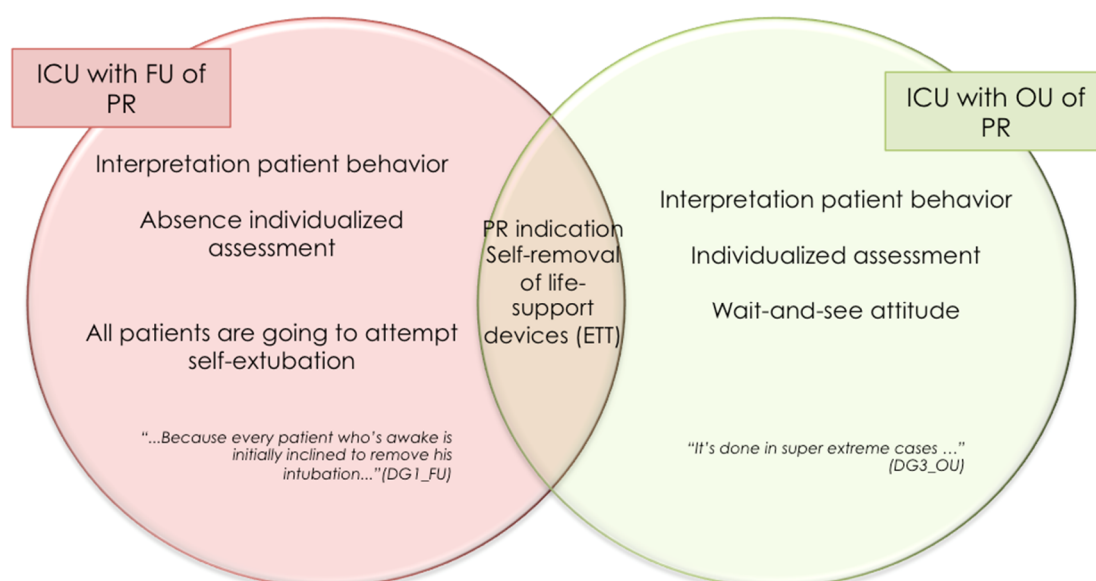 ICU with FU of
PR
Interpretation patient behavior
Absence individualized
assessment
All patients are going to attempt
self-extubation
“...Because every patient who’s awake is
initially inclined to remove his
intubation...”(DG1_FU)
PR indication
Self-removal
of life-
support
devices (ETT)
ICU with OU of
PR
Interpretation patient behavior
Individualized assessment
Wait-and-see attitude
“It’s done in super extreme cases ...”
(DG3_OU)